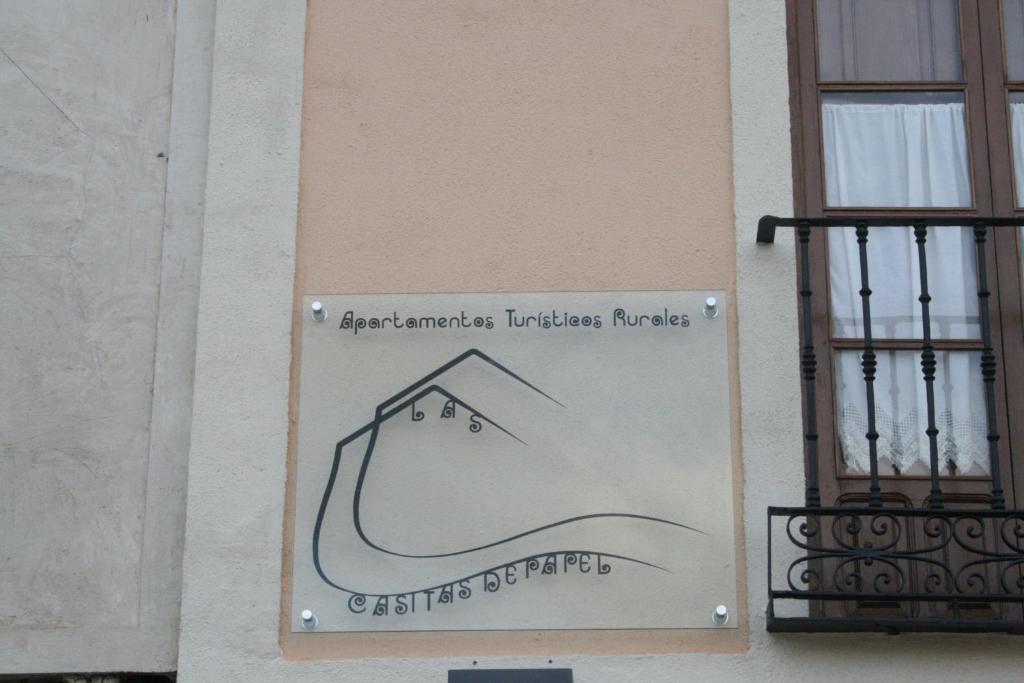 Apartamentos Turísticos Rurales
LAS
CASITAS DE PAPEL